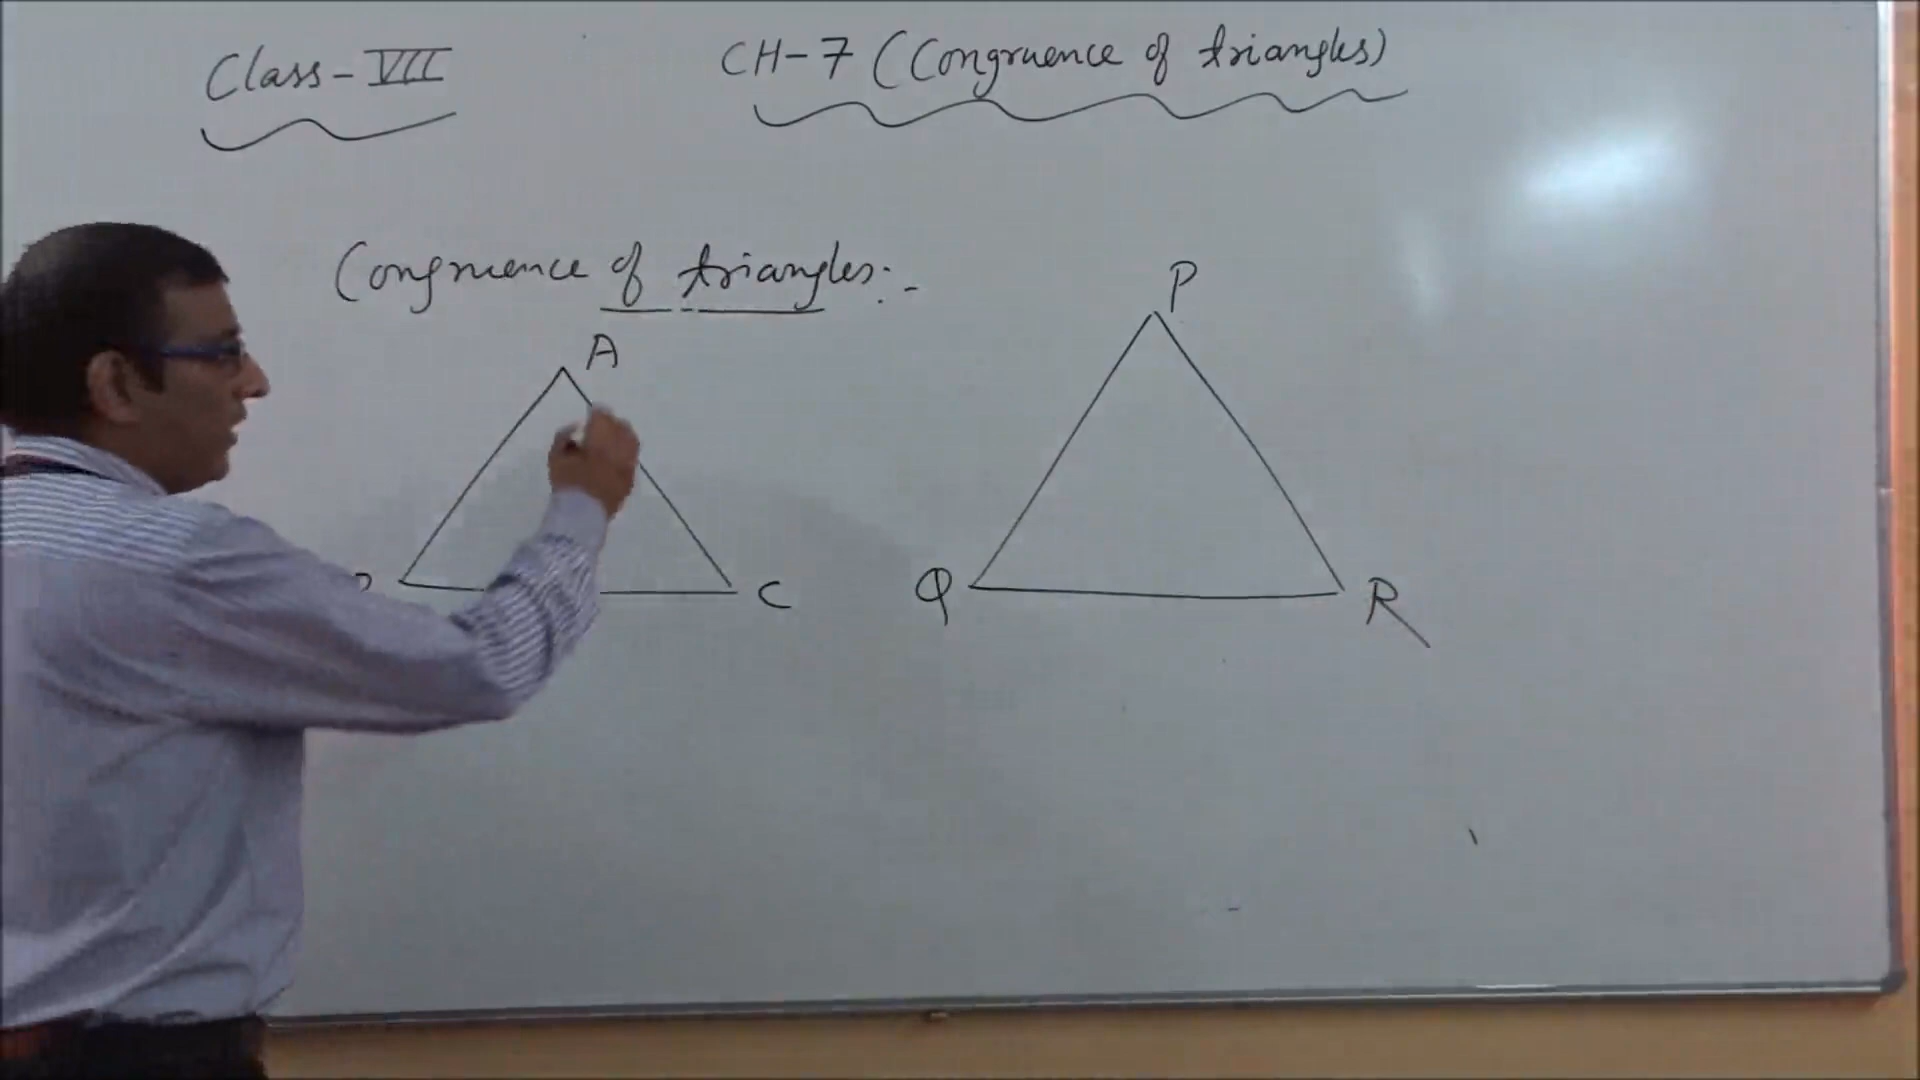 Class-VII
CH-7 (Congruence of triangles)
Congruence of triangles:-
A
P
C
Q
R